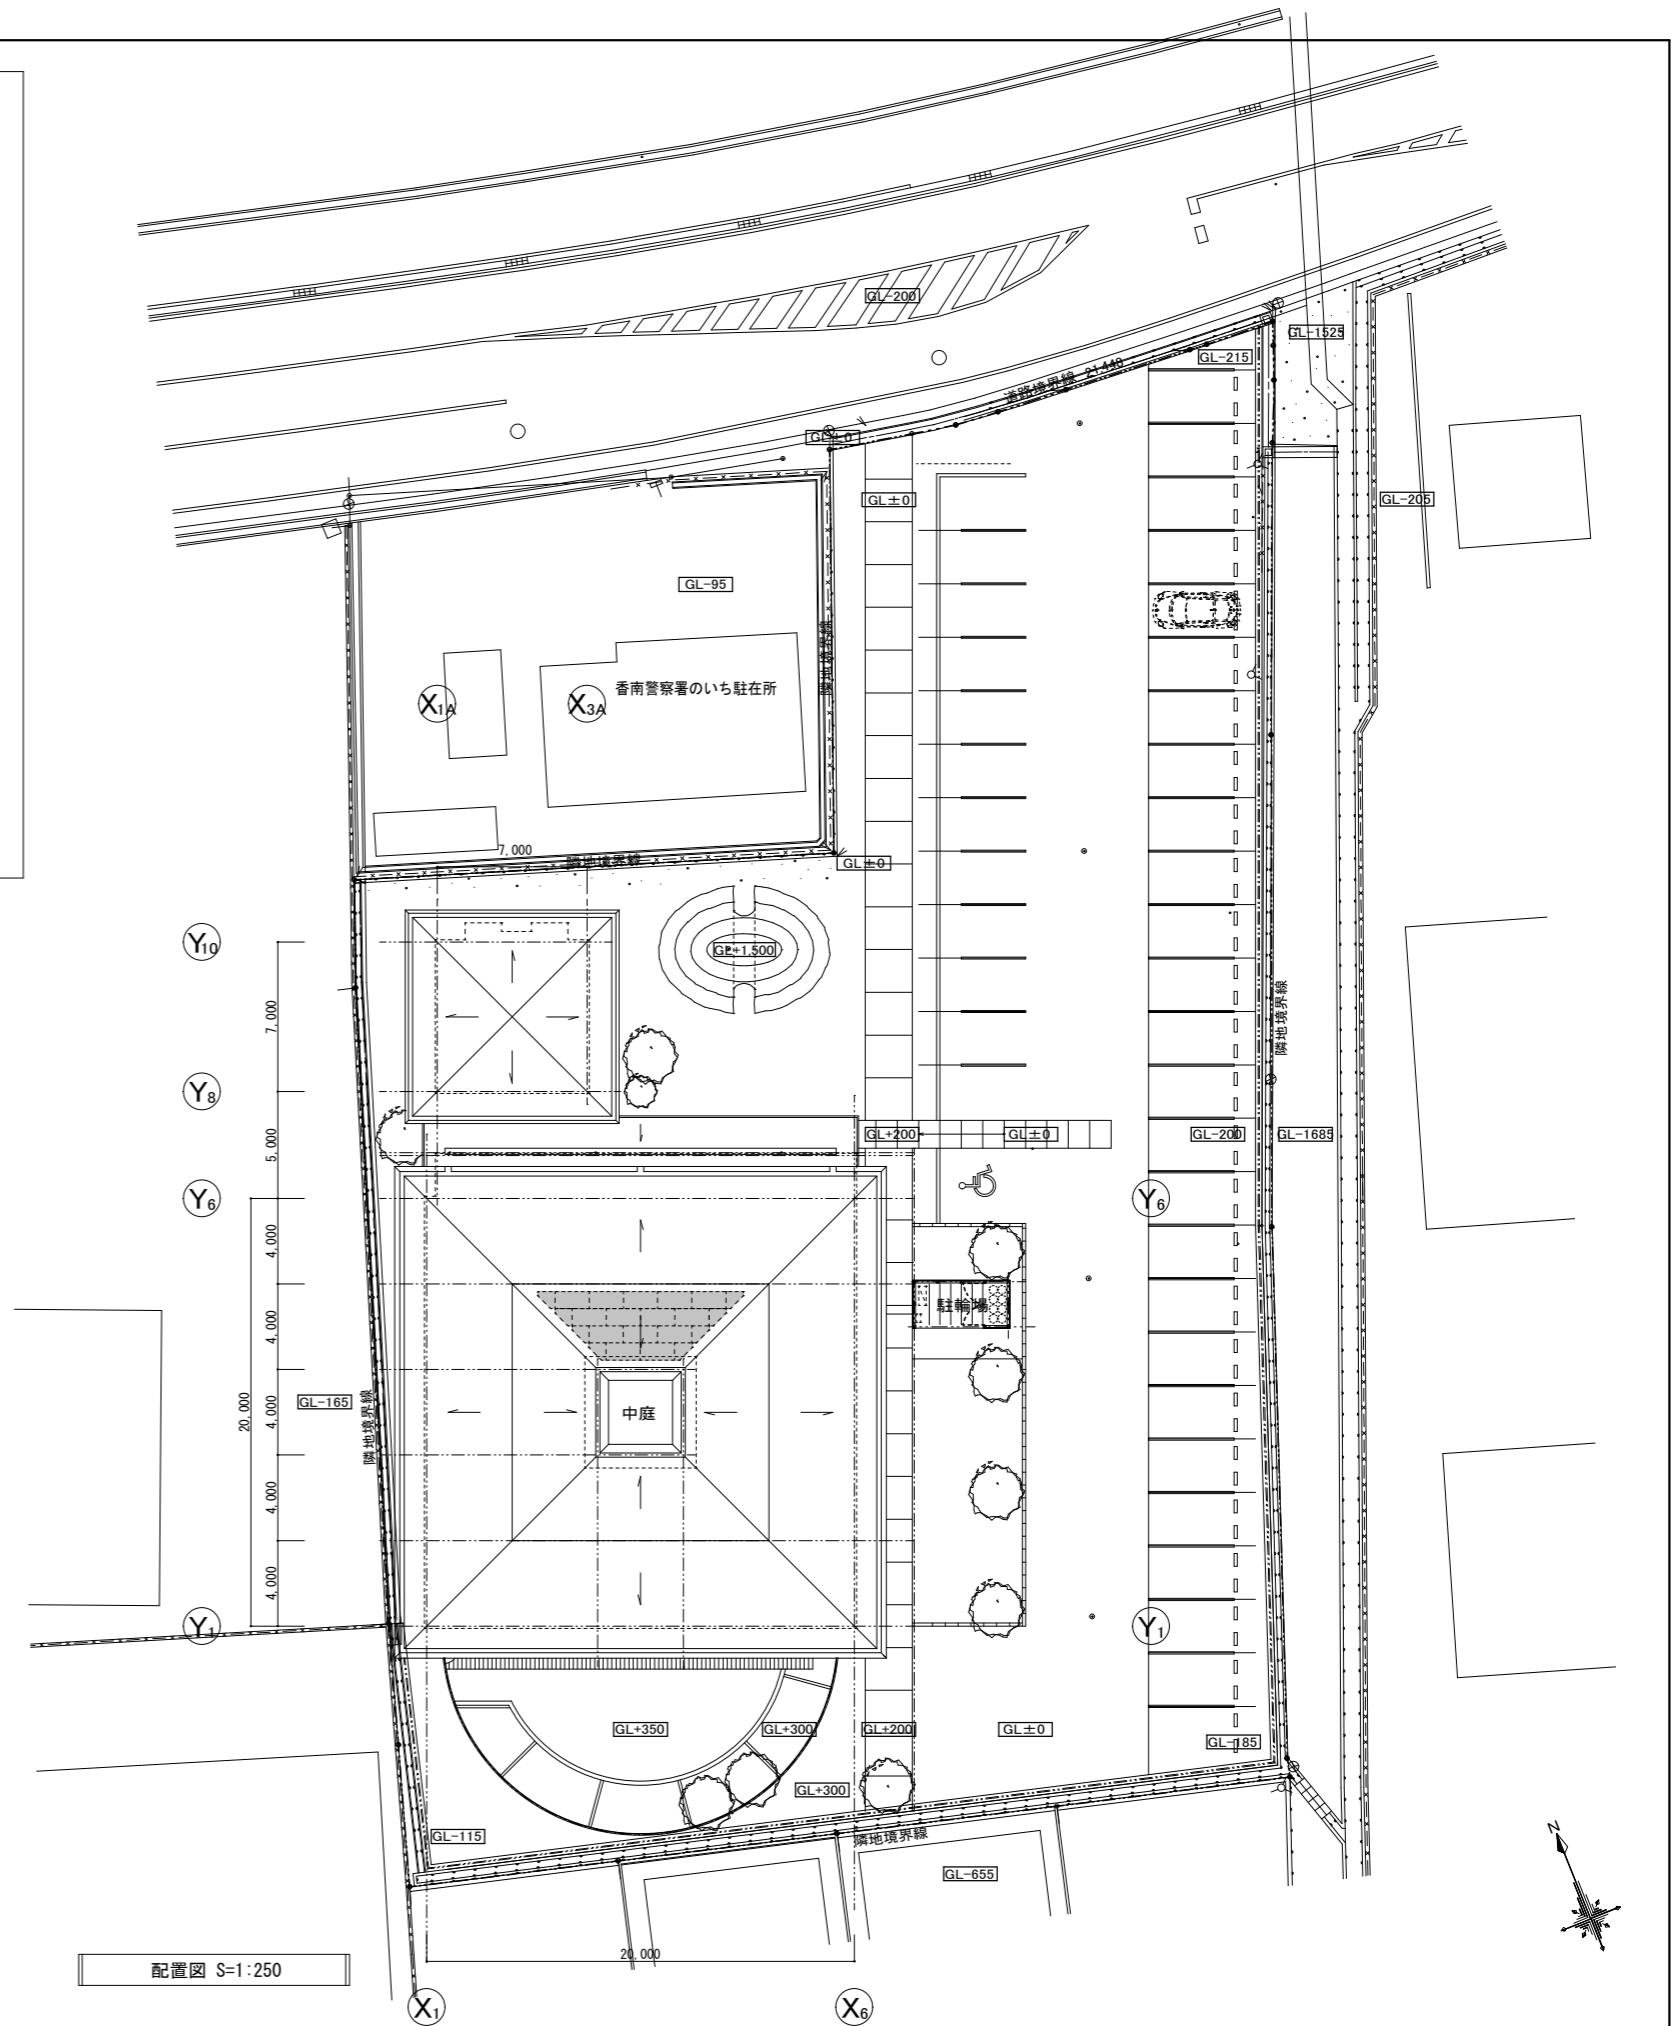 GL-200
GL-1525
GL-215
道路境界線 21.448
GL±0
GL±0
GL-205
GL-95
隣地境界線
香南警察署のいち駐在所
X1A
X3A
7,000
隣地境界線
GL±0
Y10
GL+1,500
7,000
隣地境界線
Y8
5,000
GL+200
GL±0
GL-200
GL-1685
Y6
Y6
4,000
駐輪場
4,000
20,000
4,000
GL-165
隣地境界線
中庭
4,000
4,000
Y1
Y1
GL+350
GL+300
GL+200
GL±0
GL-185
GL+300
GL-115
隣地境界線
GL-655
N
20,000
配置図 S=1:250
X1
X6